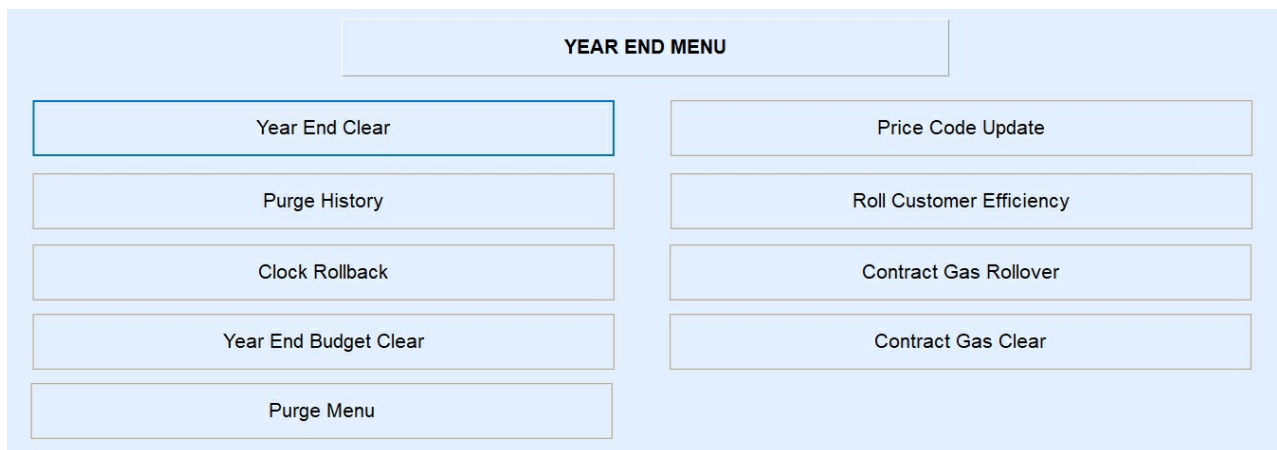 YEAR END MENU
Year End Clear
Price Code Update
Purge History
Roll Customer Efficiency
Clock Rollback
Contract Gas Rollover
Year End Budget Clear
Contract Gas Clear
Purge Menu